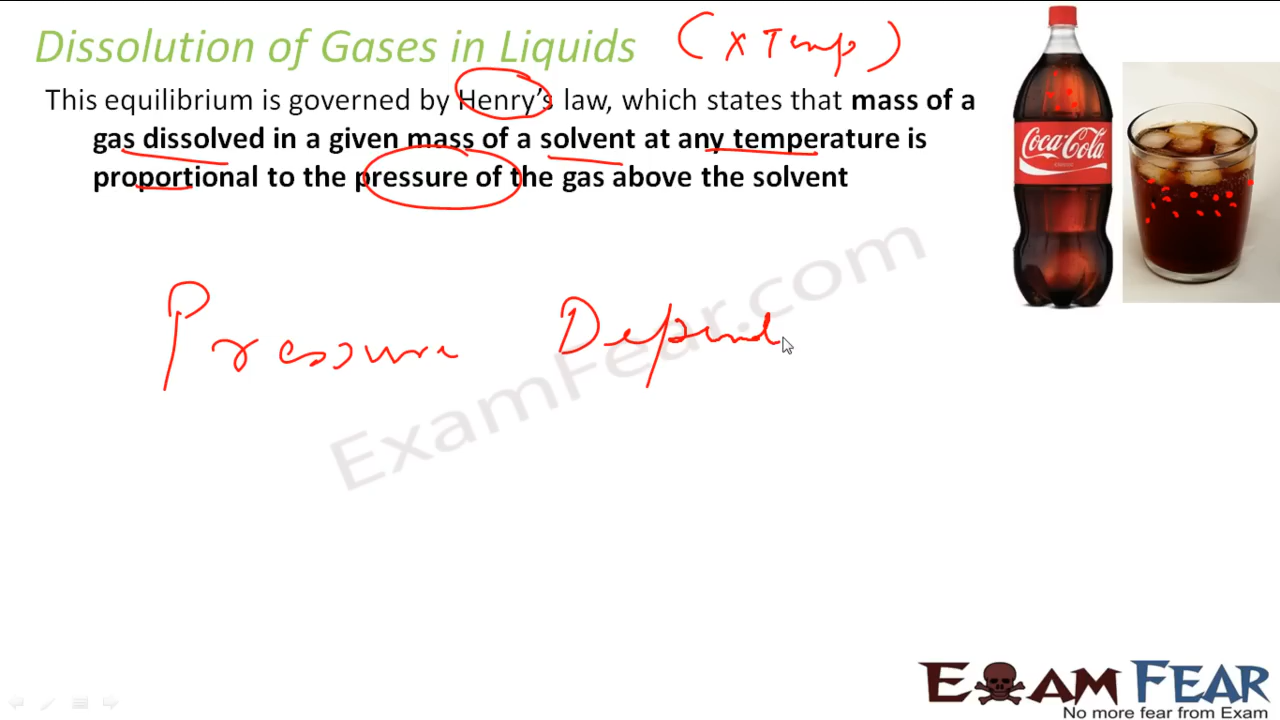 Dissolution of Gases in Liquids (x Temp)
This equilibrium is governed by Henry's law, which states that mass of a
gas dissolved in a given mass of a solvent at any temperature is
proportional to the pressure of the gas above the solvent
Coca-Cola
Pressure Depend
ExamFear.com
EXAM FEAR
No more fear from Exam